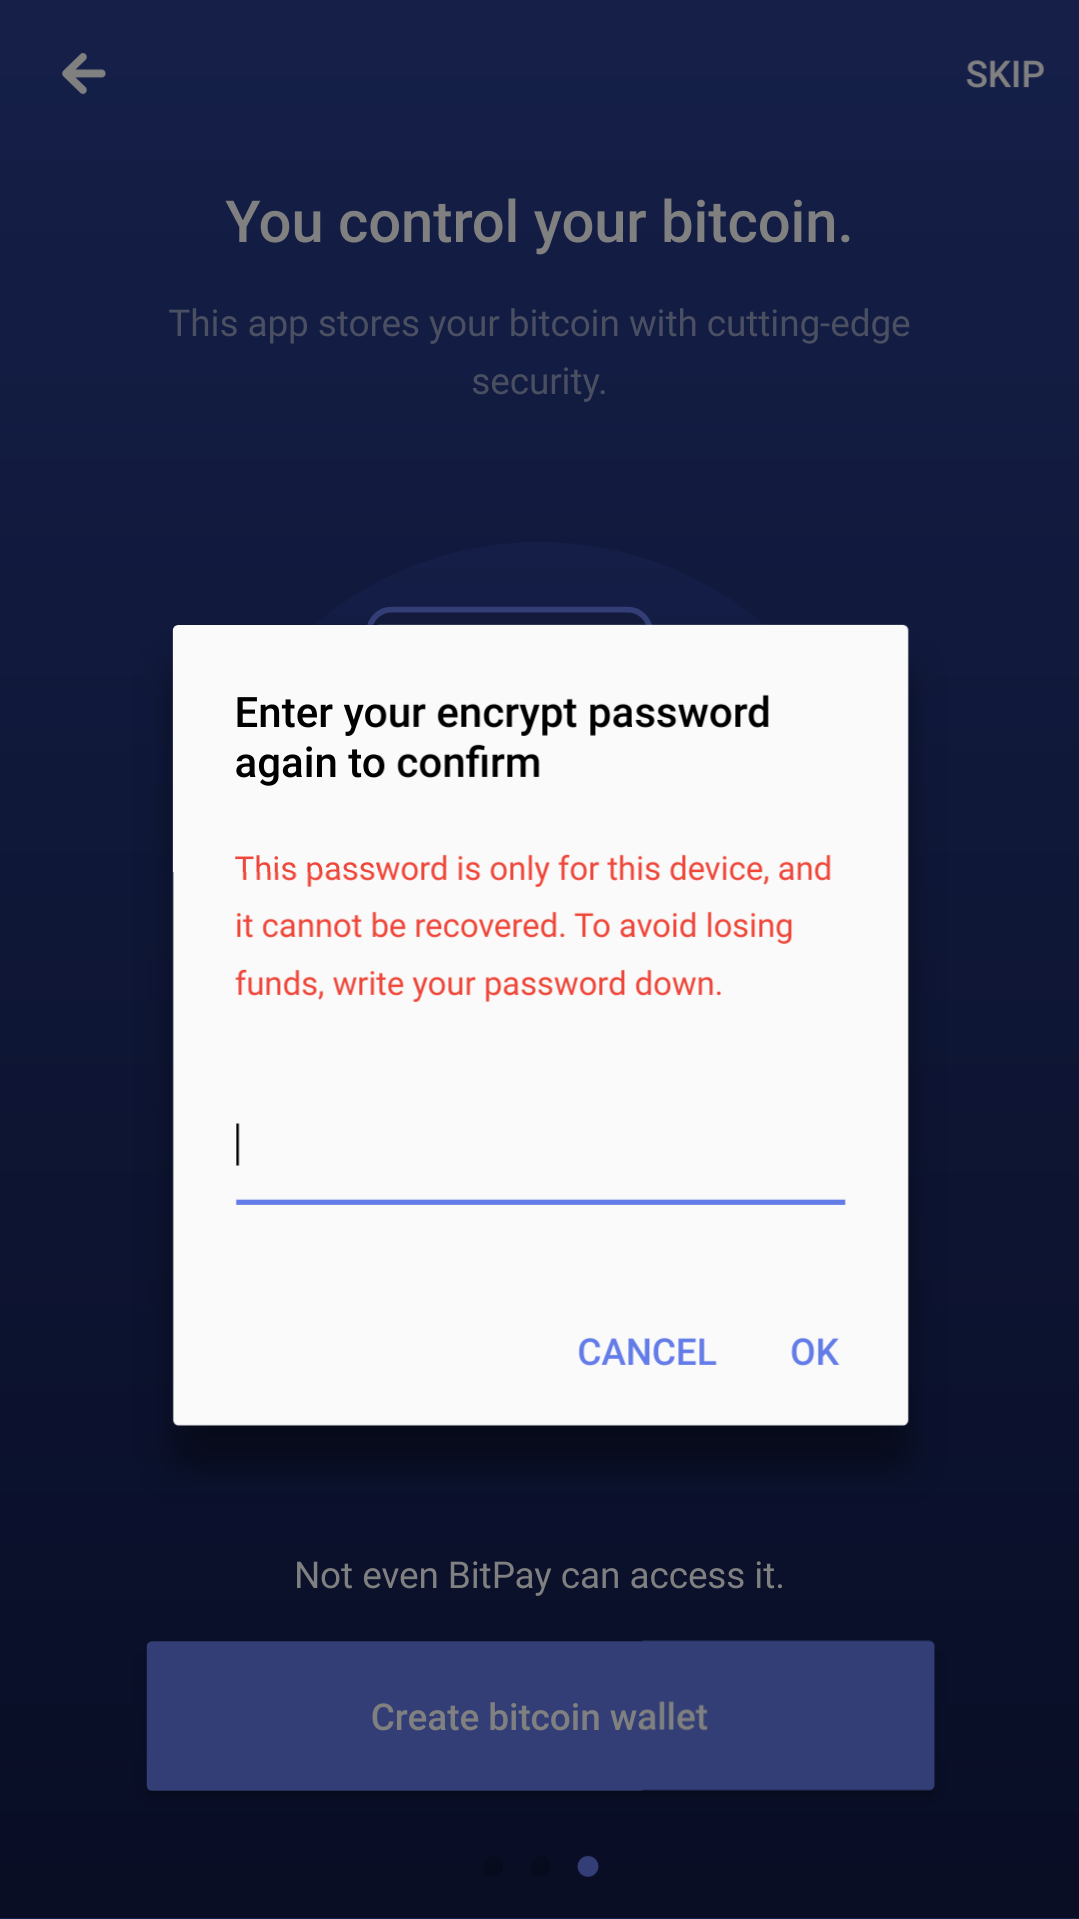 SKIP
You control your bitcoin.
This app stores your bitcoin with cutting-edge
security.
Enter your encrypt password
again to confirm
This password is only for this device, and
it cannot be recovered. To avoid losing
funds, write your password down.
CANCEL OK
Not even BitPay can access it.
Create bitcoin wallet